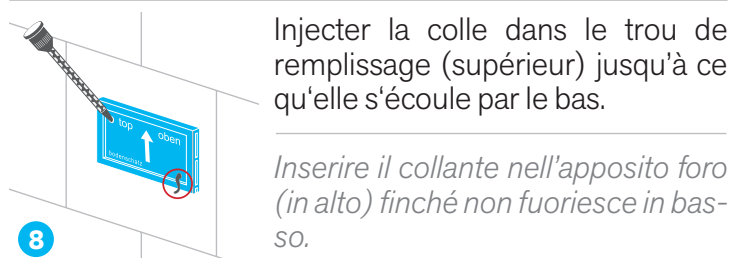 Injecter la colle dans le trou de
remplissage (supérieur) jusqu'à ce
qu‘elle s‘écoule par le bas.
top oben
bodenschatz
Inserire il collante nell’apposito foro
(in alto) finché non fuoriesce in bas-
so.
8